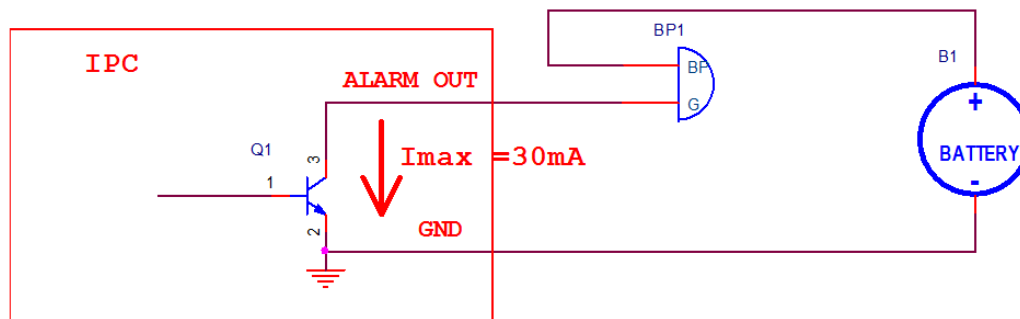 BP1
IPC
B1
BP
ALARM OUT
G
+
Q1
3
Imax =30mA
BATTERY
1
-
2
GND